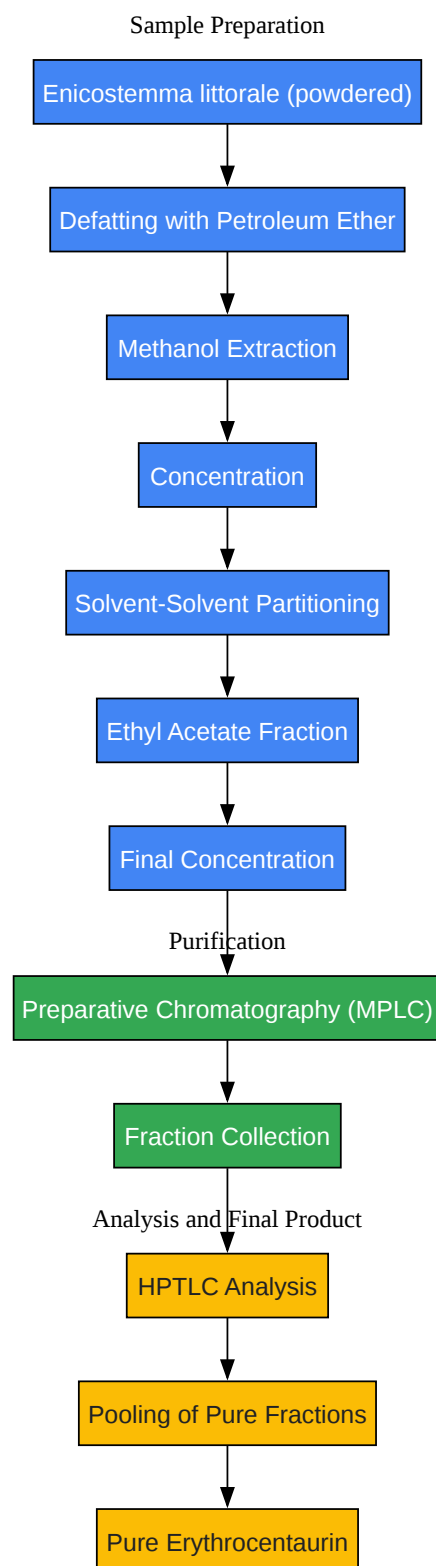 Sample Preparation
Enicostemma littorale (powdered)
Defatting with Petroleum Ether
Methanol Extraction
Concentration
Solvent-Solvent Partitioning
Ethyl Acetate Fraction
Final Concentration
Purification
Preparative Chromatography (MPLC)
Fraction Collection
Analysis and Final Product
HPTLC Analysis
Pooling of Pure Fractions
Pure Erythrocentaurin